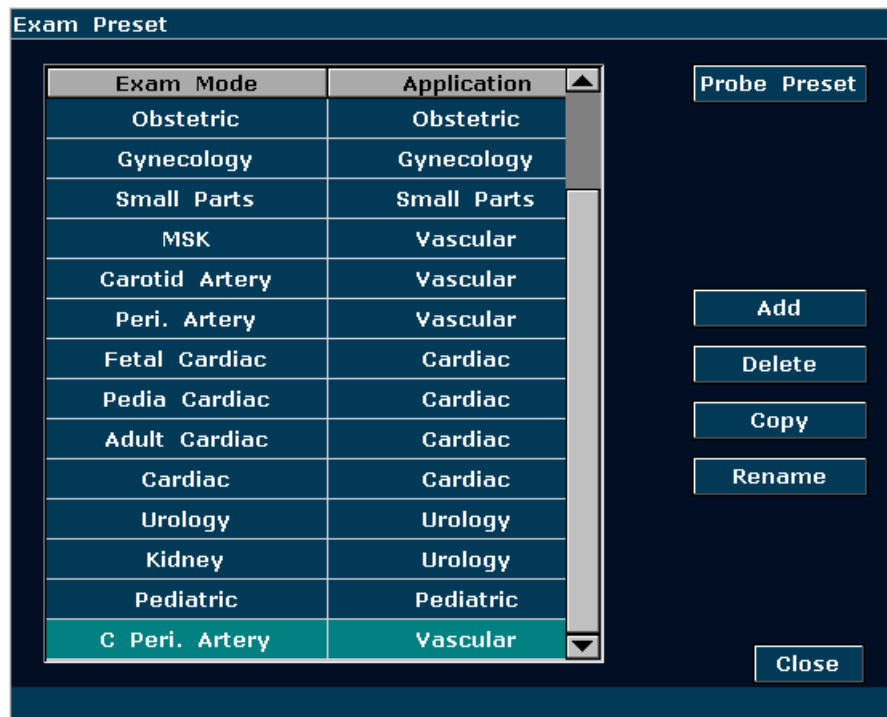 Exam Preset
Exam Mode Application Probe Preset
Obstetric Obstetric
Gynecology Gynecology
Small Parts Small Parts
MSK Vascular
Carotid Artery Vascular
Peri. Artery Vascular Add
Fetal Cardiac Cardiac Delete
Pedia Cardiac Cardiac
Adult Cardiac Cardiac Copy
Cardiac Cardiac Rename
Urology Urology
Kidney Urology
Pediatric Pediatric
C Peri. Artery Vascular
Close